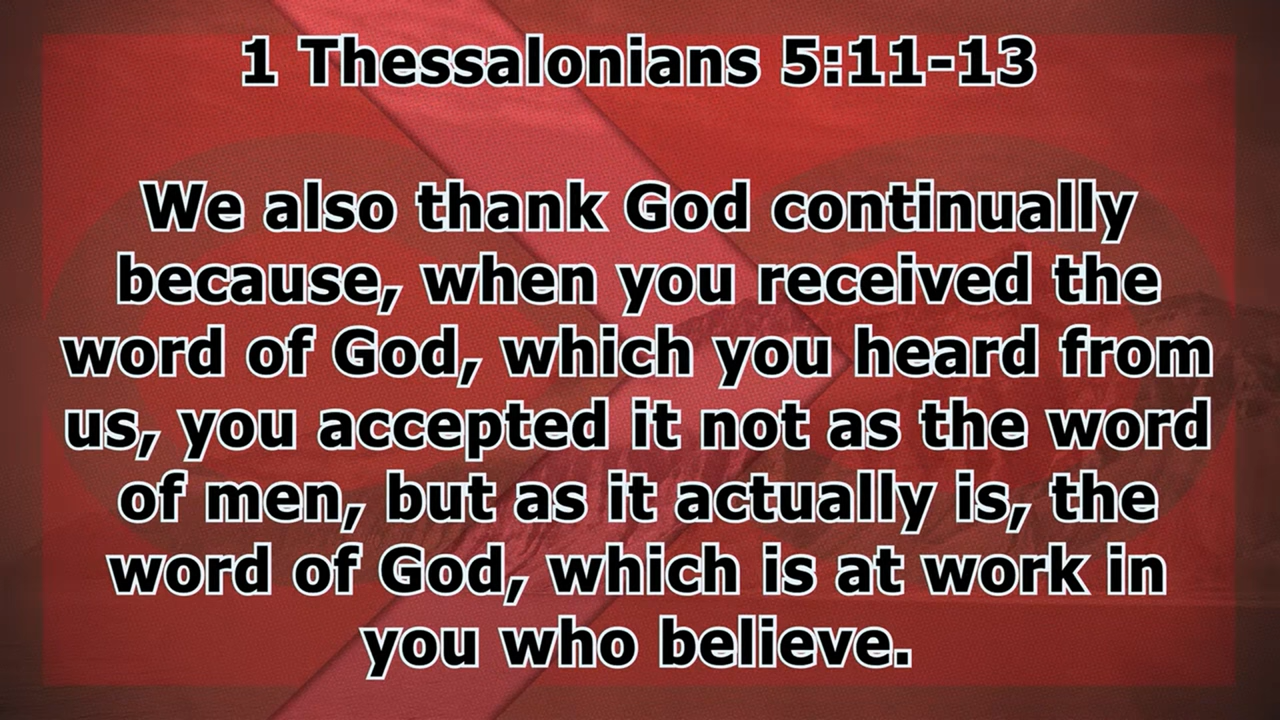 1 Thessalonians 5:11-13
We also thank God continually
because, when you received the
word of God, which you heard from
us, you accepted it not as the word
of men, but as it actually is, the
word of God, which is at work in
you who believe.